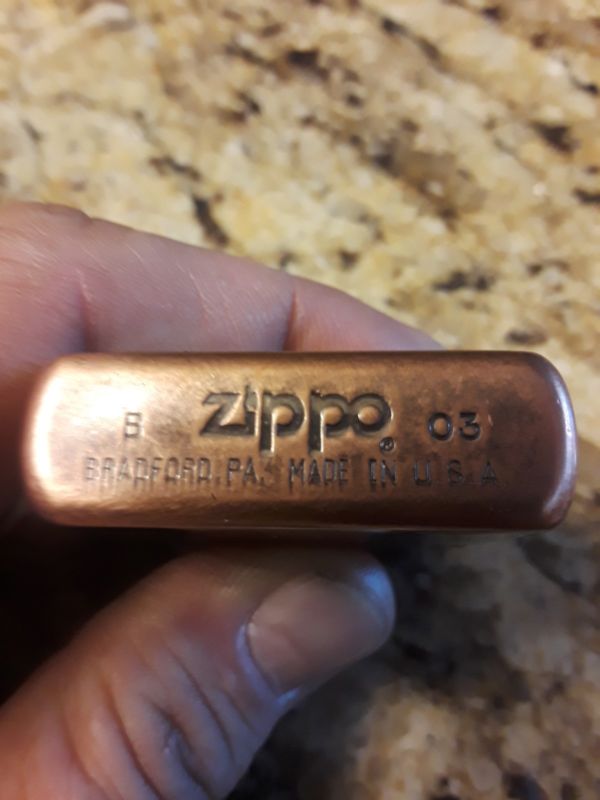 B zippo® 03
BRADFORD, PA. MADE IN U.S.A.